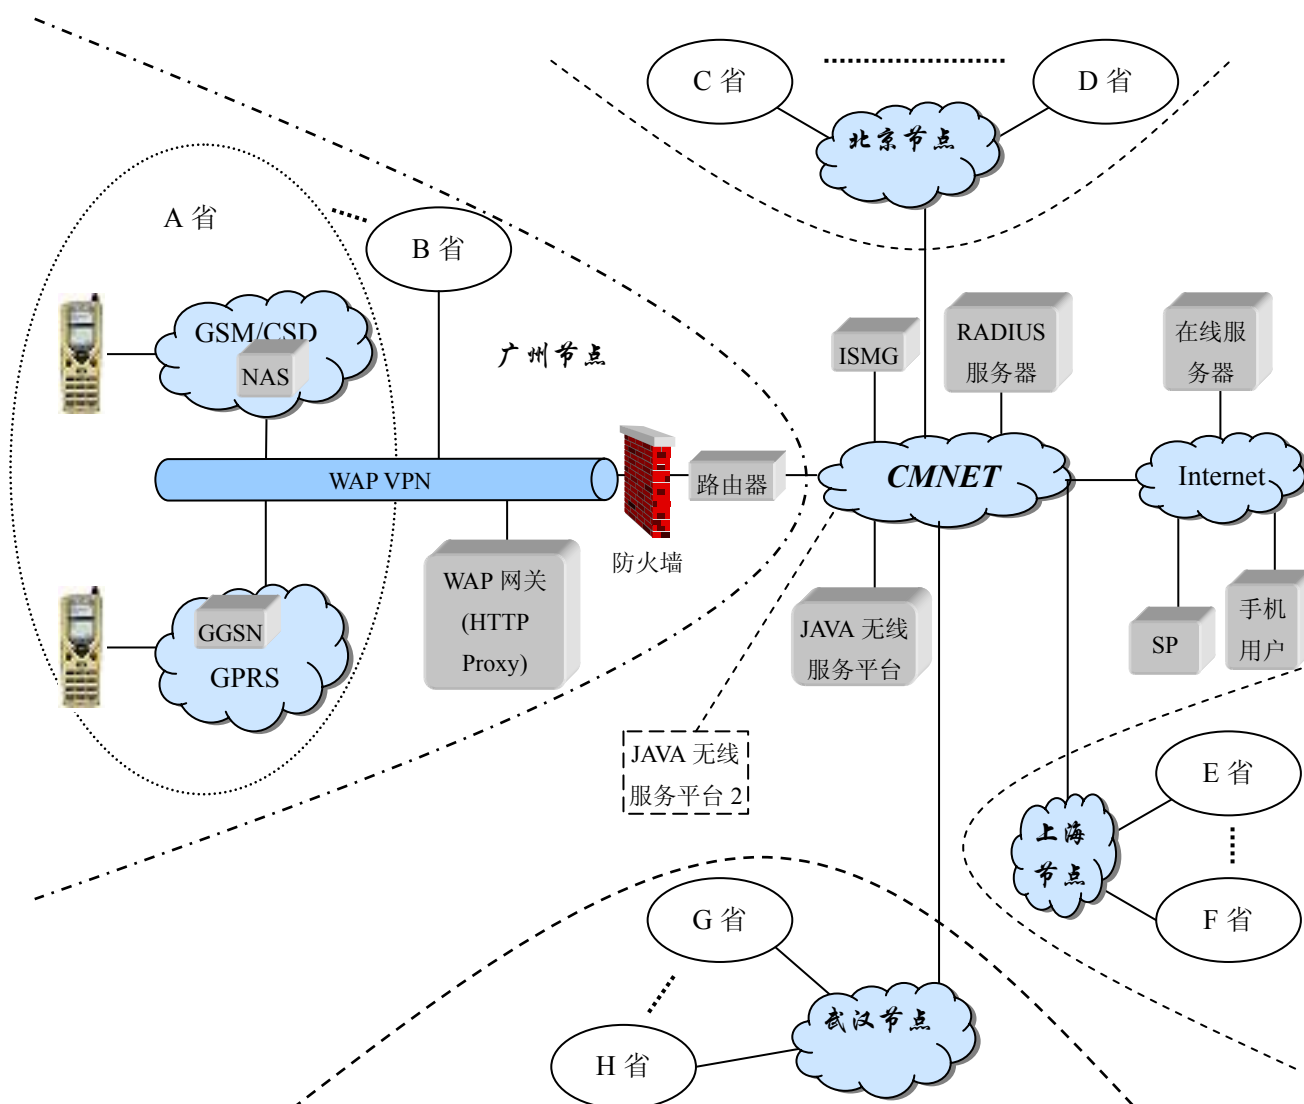 C 省
D 省
北京节点
A 省
B 省
GSM/CSD
NAS
广州节点
ISMG
RADIUS
服务器
在线服
务器
WAP VPN
路由器
CMNET
Internet
防火墙
WAP 网关
(HTTP
Proxy)
GGSN
GPRS
JAVA 无线
服务平台
SP
手机
用户
JAVA 无线
服务平台 2
E 省
上海
节点
F 省
G 省
武汉节点
H 省